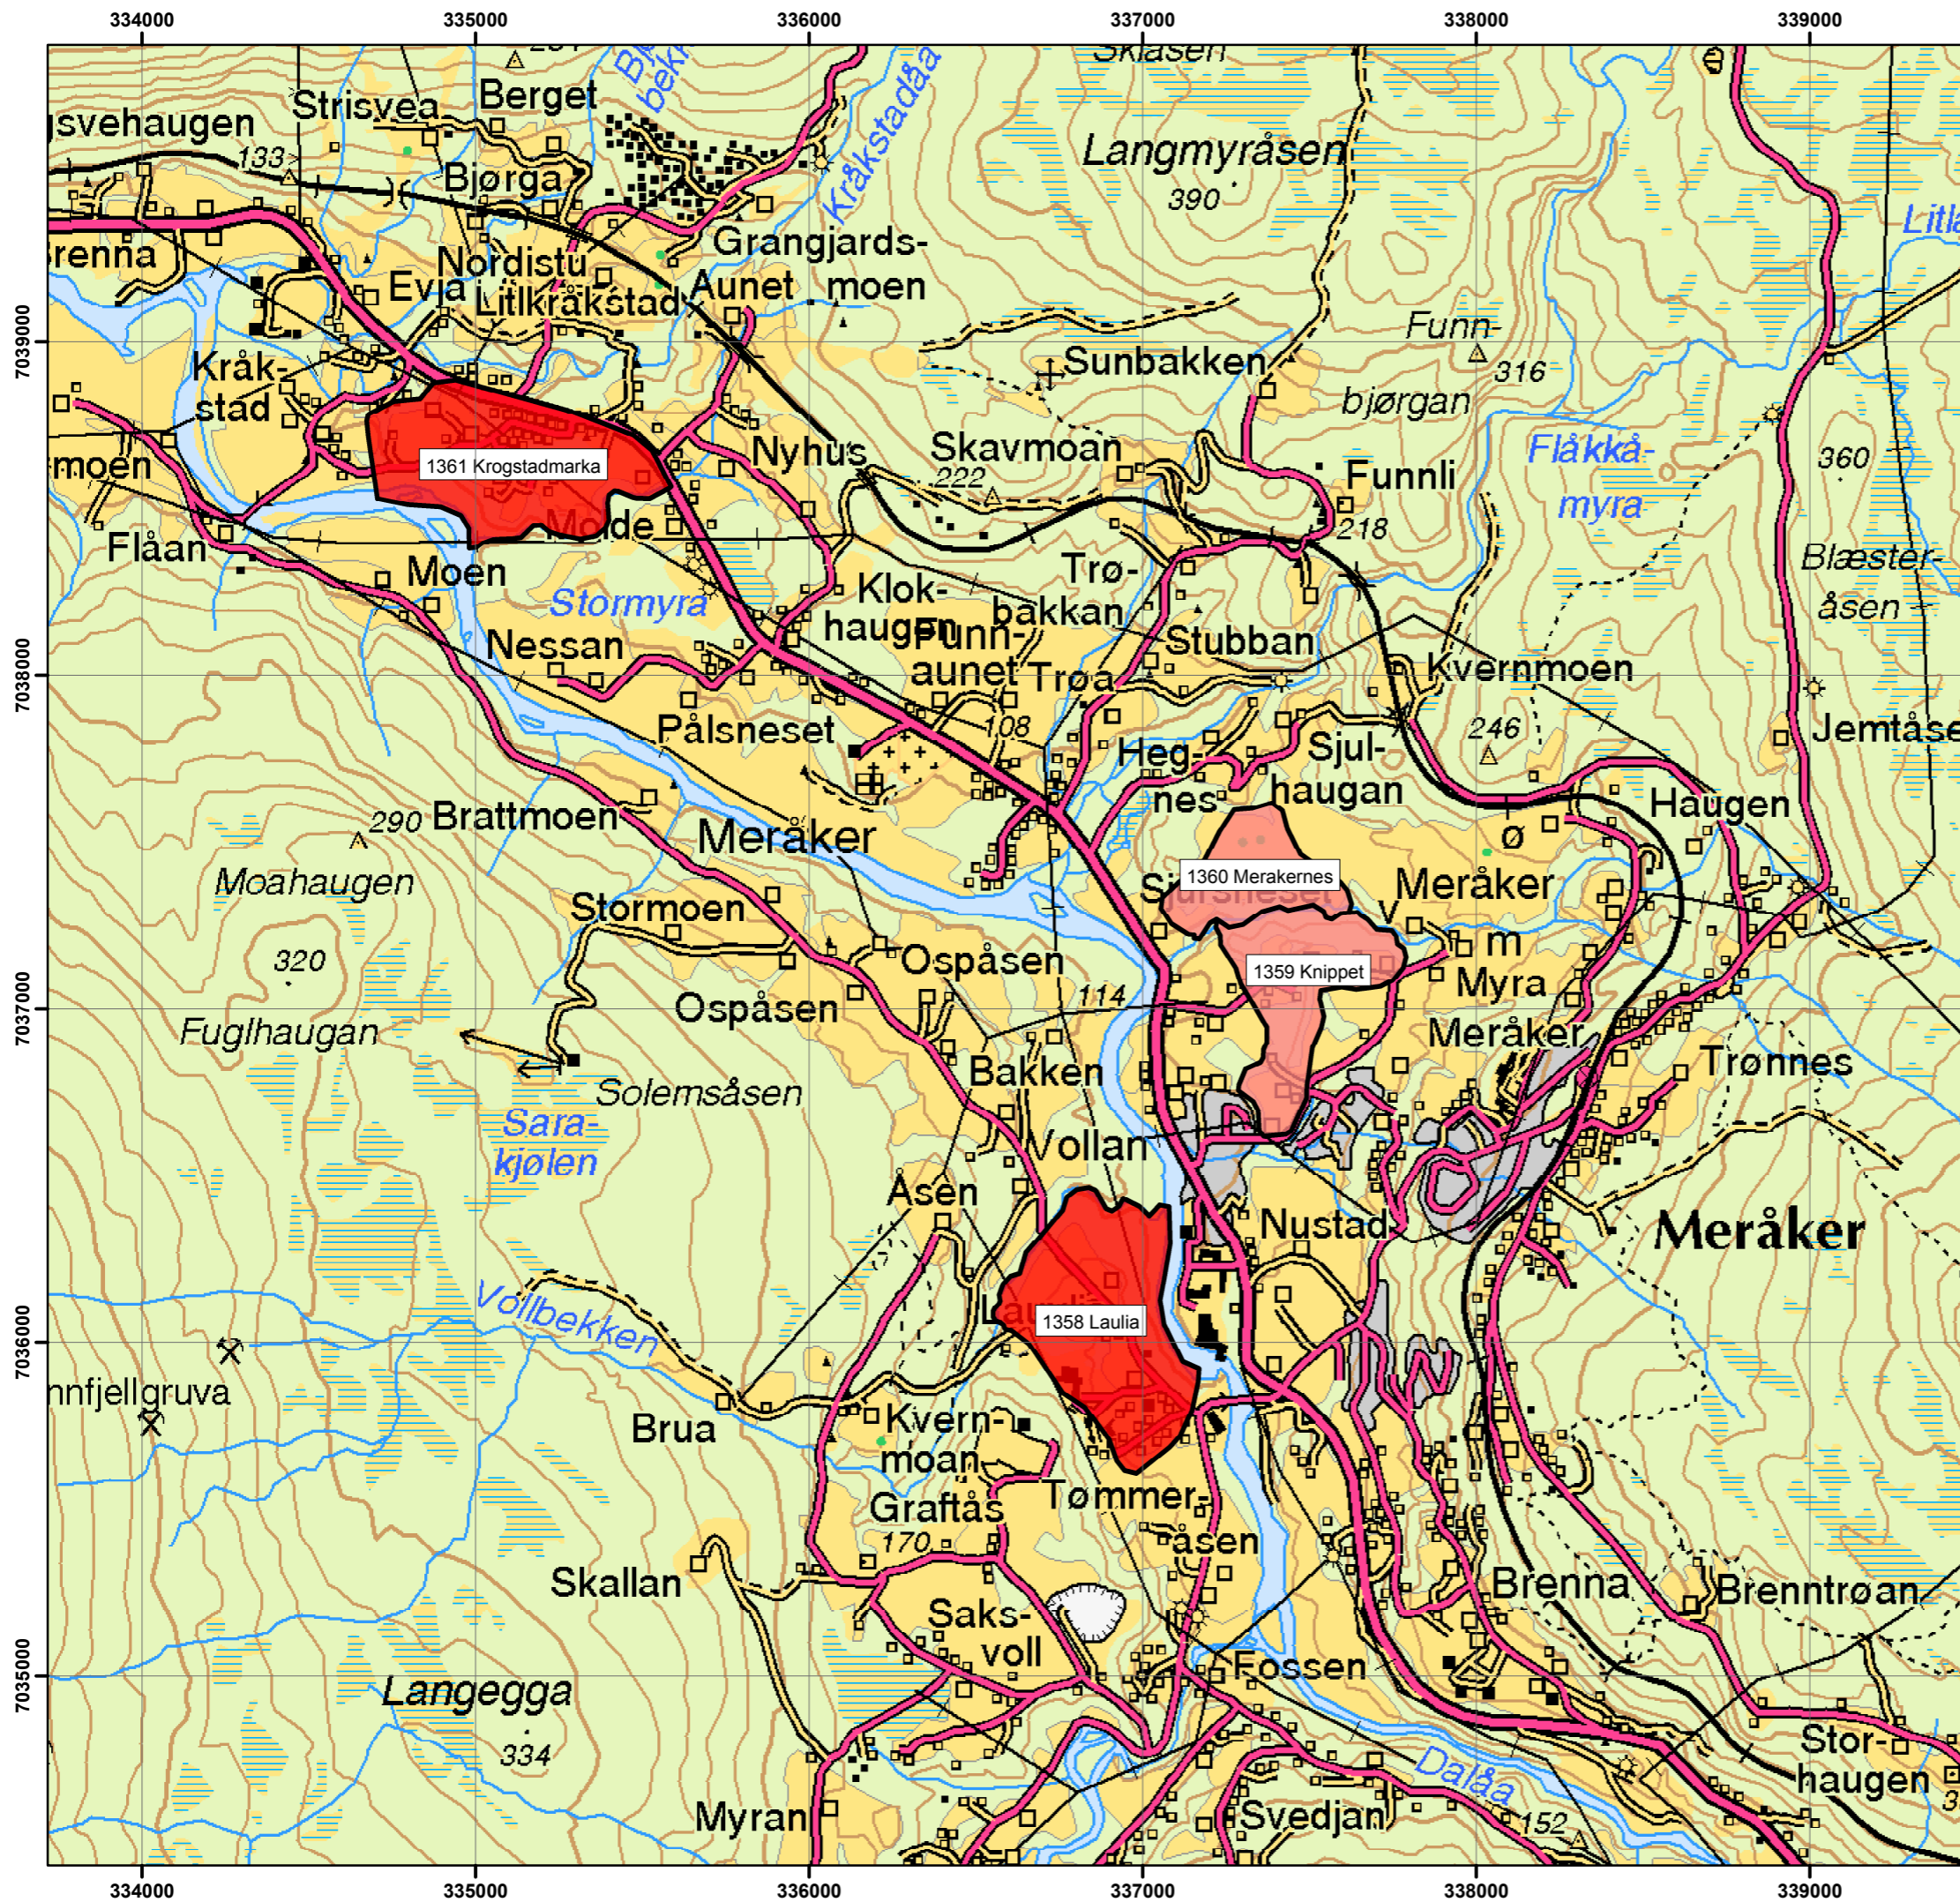 334000 335000 336000 337000 338000 339000
Berget
Strisvea
Sklåsen
Kråkstadåa
133
Bjørga
Langmyråsen
390
Grangjards-
moen
Nordistu
Evja
Litlkråkstad
Aunet
7039000
Kråk-
stad
Sunbakken
Funn-
bjørgan
316
1361 Krogstadmarka
moen
Nyhus
Skavmoan
222
Funnli
218
Flåkkå-
myra
360
Molde
Flåan
Moen
Stormyra
Klok-
haugen
Trø-
bakkan
Blæster-
åsen
Nessan
Funn-
aunet
Trøa
Stubban
Kvernmoen
7038000
Pålsneset
108
Heg-
nes
Sjul-
haugan
246
Brattmoen
Meråker
Haugen
290
Moahaugen
1360 Merakernes
Sjursneset
Meråker
ø
v
m
Stormoen
320
Ospåsen
1359 Knippet
Myra
7037000
Ospåsen
114
Fuglhaugan
Meråker
Trønnes
Solemsåsen
Bakken
Sara-
kjølen
Vollan
Åsen
Nustad
Meråker
Vollbekken
1358 Laulia
7036000
nnfjellgruva
Brua
Kvern-
moan
Graftås
170
Tømmer-
åsen
Skallan
Brenna
Brenntrøan
Saks-
voll
Fossen
7035000
Langegga
334
Dalåa
Stor-
haugen
Myran
Svedjan
152
334000 335000 336000 337000 338000 339000